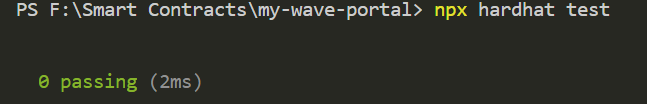 PS F:\Smart Contracts\my-wave-portal> npx hardhat test
0 passing (2ms)